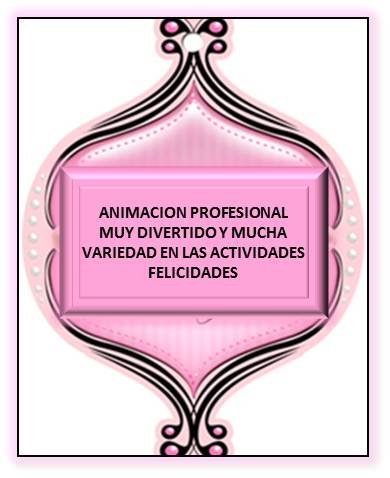 ANIMACION PROFESIONAL
MUY DIVERTIDO Y MUCHA
VARIEDAD EN LAS ACTIVIDADES
FELICIDADES